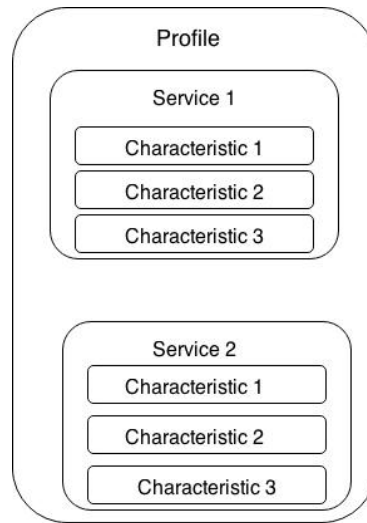 Profile
Service 1
Characteristic 1
Characteristic 2
Characteristic 3
Service 2
Characteristic 1
Characteristic 2
Characteristic 3